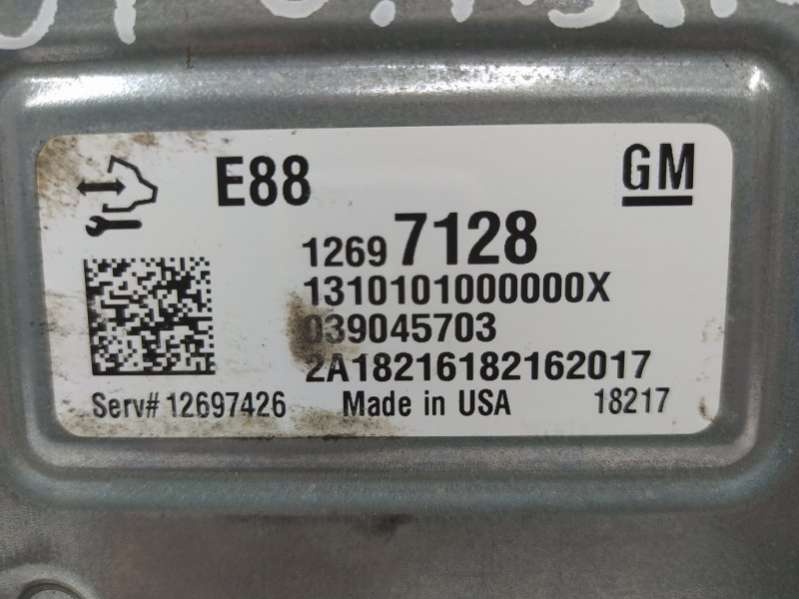 E88
GM
1269 7128
1310101000000X
039045703
2A18216182162017
Serv# 12697426 Made in USA 18217